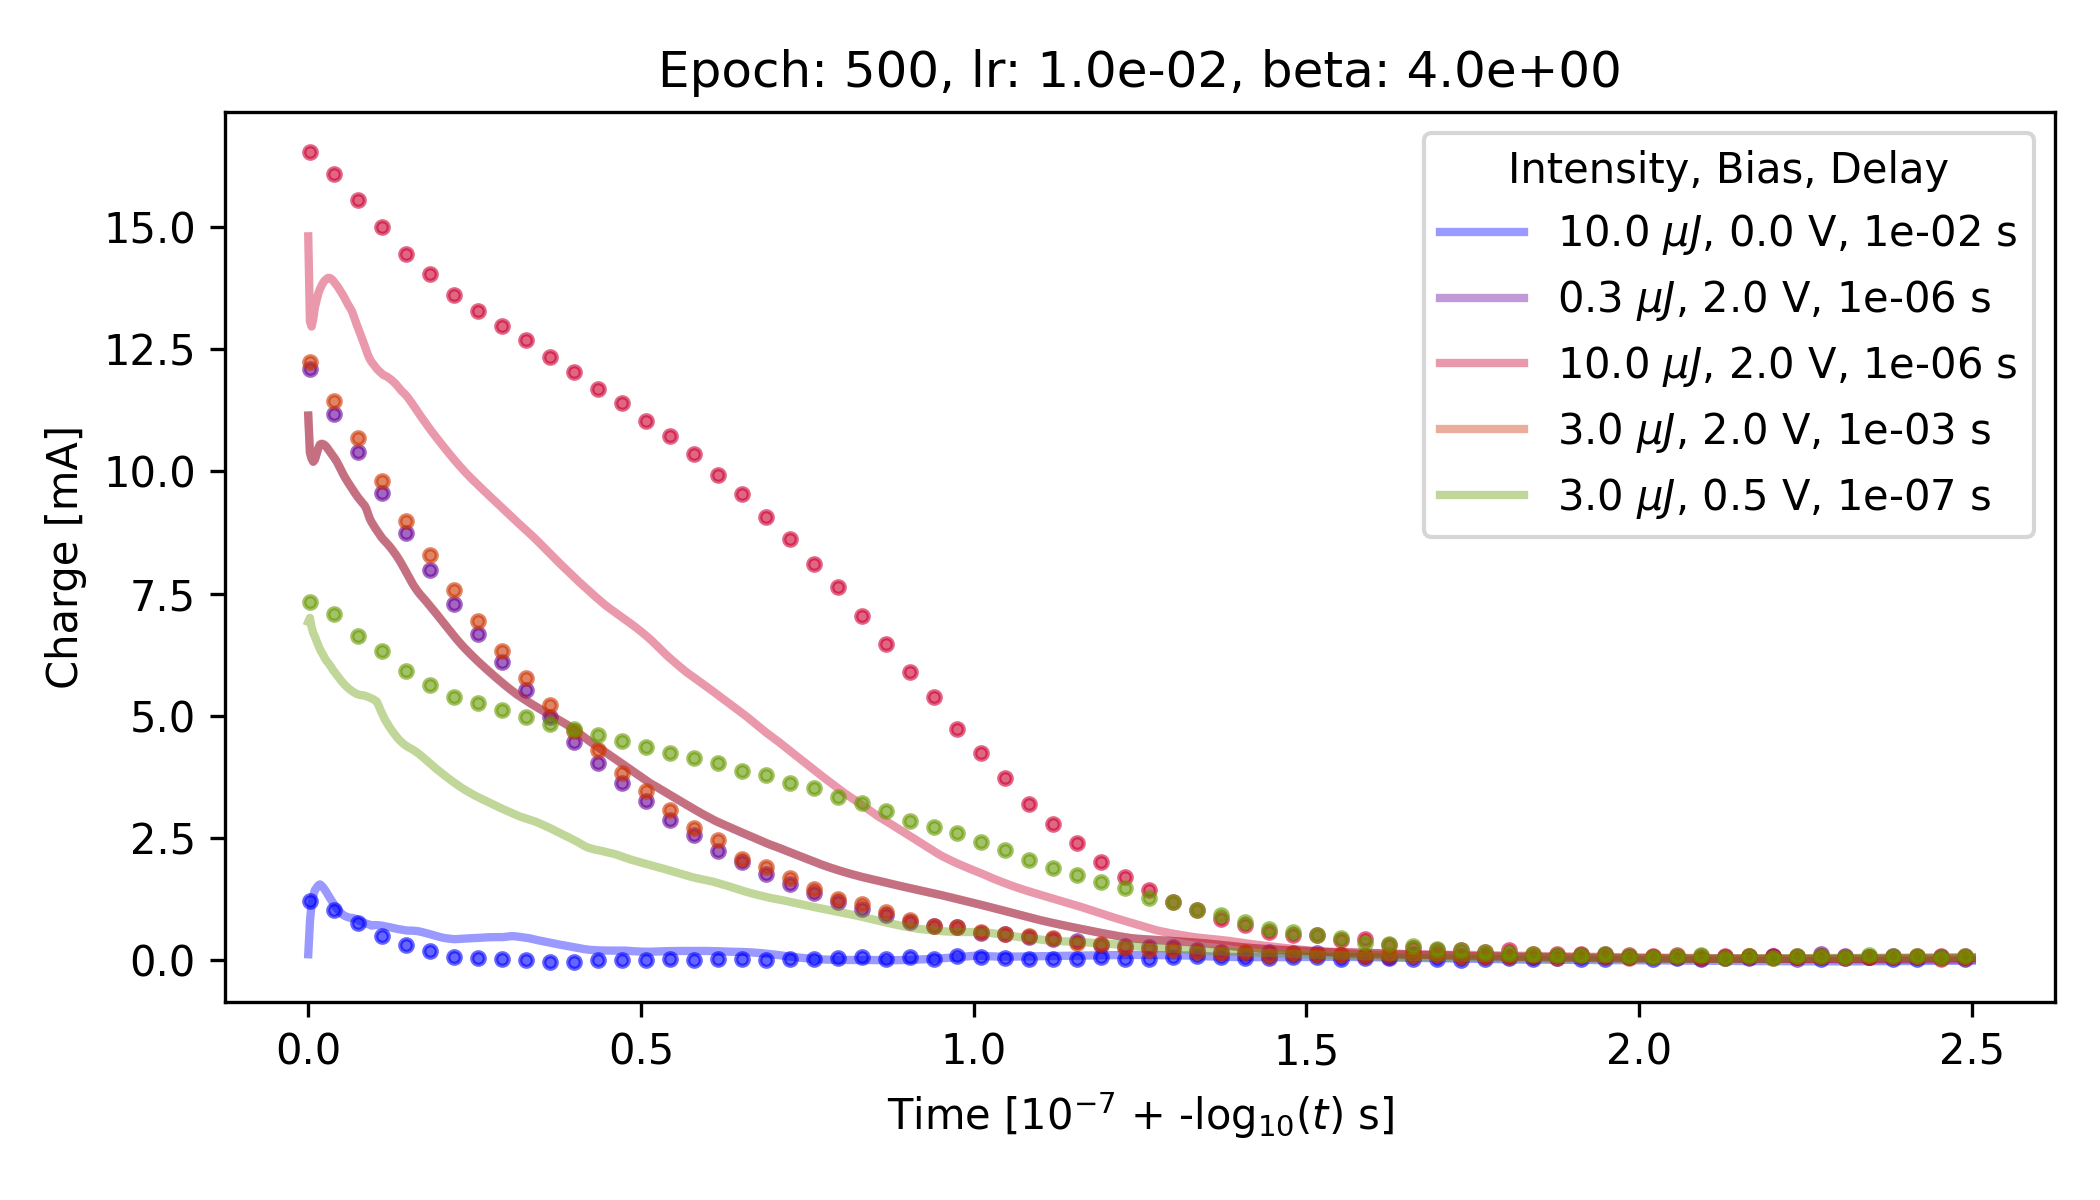 Epoch: 500, lr: 1.0e-02, beta: 4.0e+00
Charge [mA]
15.0
12.5
10.0
7.5
5.0
2.5
0.0
Intensity, Bias, Delay
10.0 μJ, 0.0 V, 1e-02 s
0.3 μJ, 2.0 V, 1e-06 s
10.0 μJ, 2.0 V, 1e-06 s
3.0 μJ, 2.0 V, 1e-03 s
3.0 μJ, 0.5 V, 1e-07 s
0.0 0.5 1.0 1.5 2.0 2.5
Time [10⁻⁷ + -log₁₀(t) s]